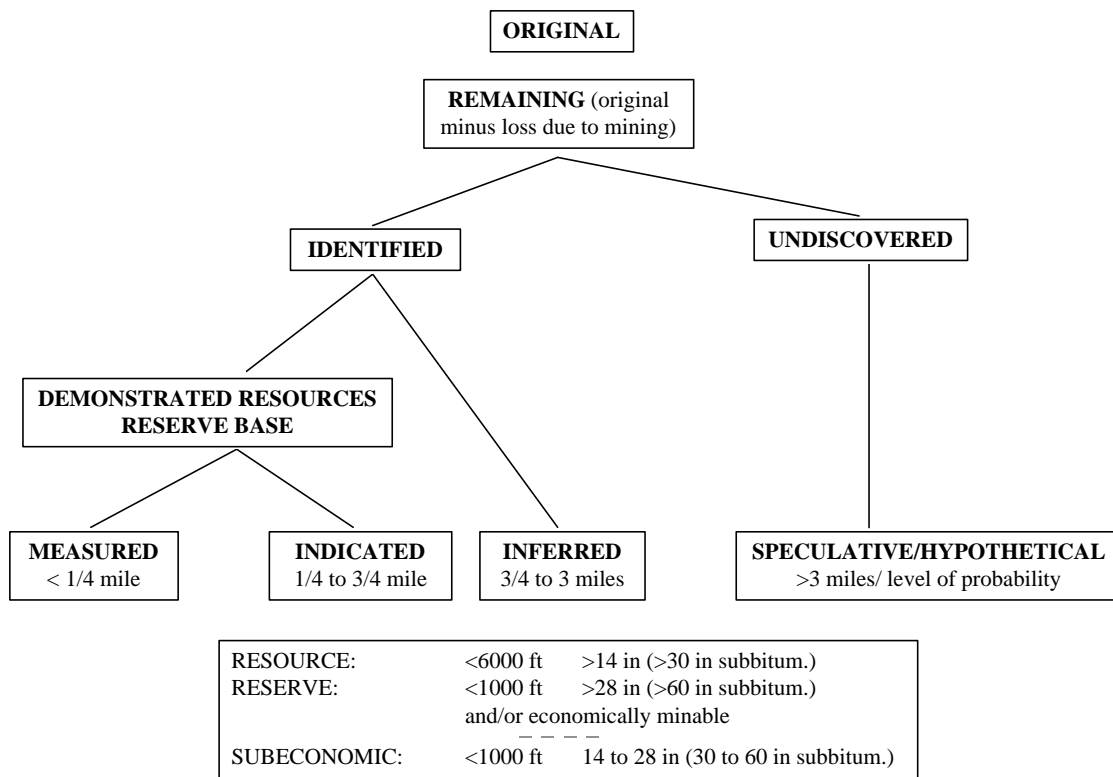 ORIGINAL
REMAINING (original
minus loss due to mining)
IDENTIFIED
UNDISCOVERED
DEMONSTRATED RESOURCES
RESERVE BASE
MEASURED
< 1/4 mile
INDICATED
1/4 to 3/4 mile
INFERRED
3/4 to 3 miles
SPECULATIVE/HYPOTHETICAL
>3 miles/ level of probability
RESOURCE: <6000 ft >14 in (>30 in subbitum.)
RESERVE: <1000 ft >28 in (>60 in subbitum.)
and/or economically minable
SUBECONOMIC: <1000 ft 14 to 28 in (30 to 60 in subbitum.)